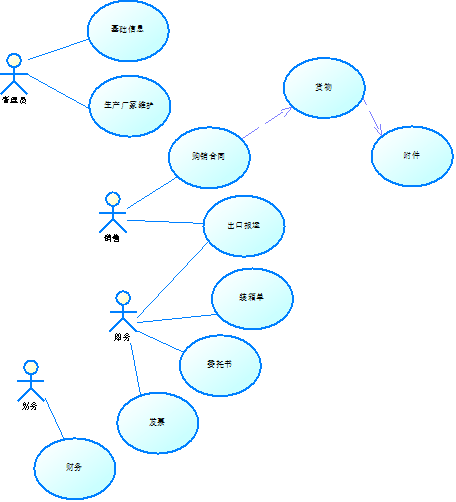 基础信息
管理员
生产厂家维护
货物
购销合同
附件
销售
出口报运
装箱单
船务
委托书
财务
发票
财务